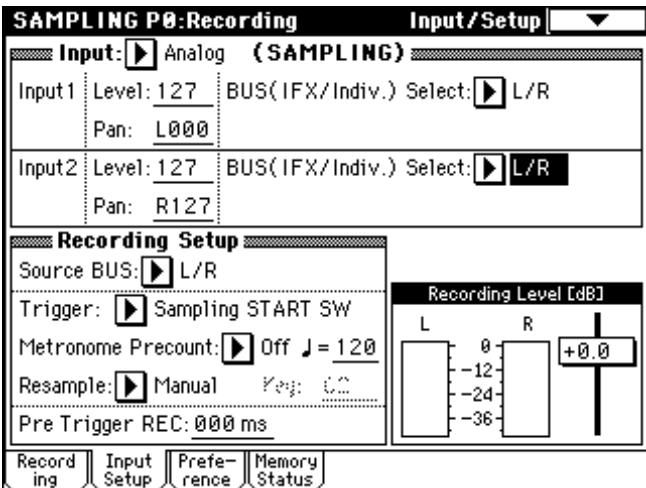 SAMPLING P0:Recording Input/Setup
Input: Analog (SAMPLING)
Input1 Level: 127 BUS(IFX/Indiv.) Select: L/R
Pan: L000
Input2 Level: 127 BUS(IFX/Indiv.) Select: L/R
Pan: R127
Recording Setup
Source BUS: L/R
Trigger: Sampling START SW
Metronome Precount: Off ♩=120
Resample: Manual Key: C2
Pre Trigger REC: 000 ms
Recording Level [dB]
L R
0
+0.0
-12
-24
-36
Record
ing
Input
Setup
Prefe-
rence
Memory
Status